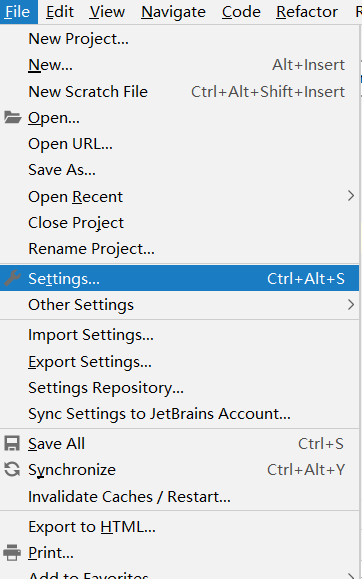 File Edit View Navigate Code Refactor
New Project...
New... Alt+Insert
New Scratch File Ctrl+Alt+Shift+Insert
Open...
Open URL...
Save As...
Open Recent
Close Project
Rename Project...
Settings... Ctrl+Alt+S
Other Settings
Import Settings...
Export Settings...
Settings Repository...
Sync Settings to JetBrains Account...
Save All Ctrl+S
Synchronize Ctrl+Alt+Y
Invalidate Caches / Restart...
Export to HTML...
Print...
Add to Favorites